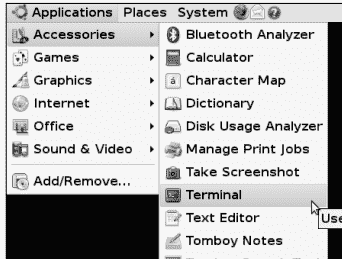 Applications Places System
Accessories
Games
Graphics
Internet
Office
Sound & Video
Add/Remove...
Bluetooth Analyzer
Calculator
Character Map
Dictionary
Disk Usage Analyzer
Manage Print Jobs
Take Screenshot
Terminal
Use
Text Editor
Tomboy Notes